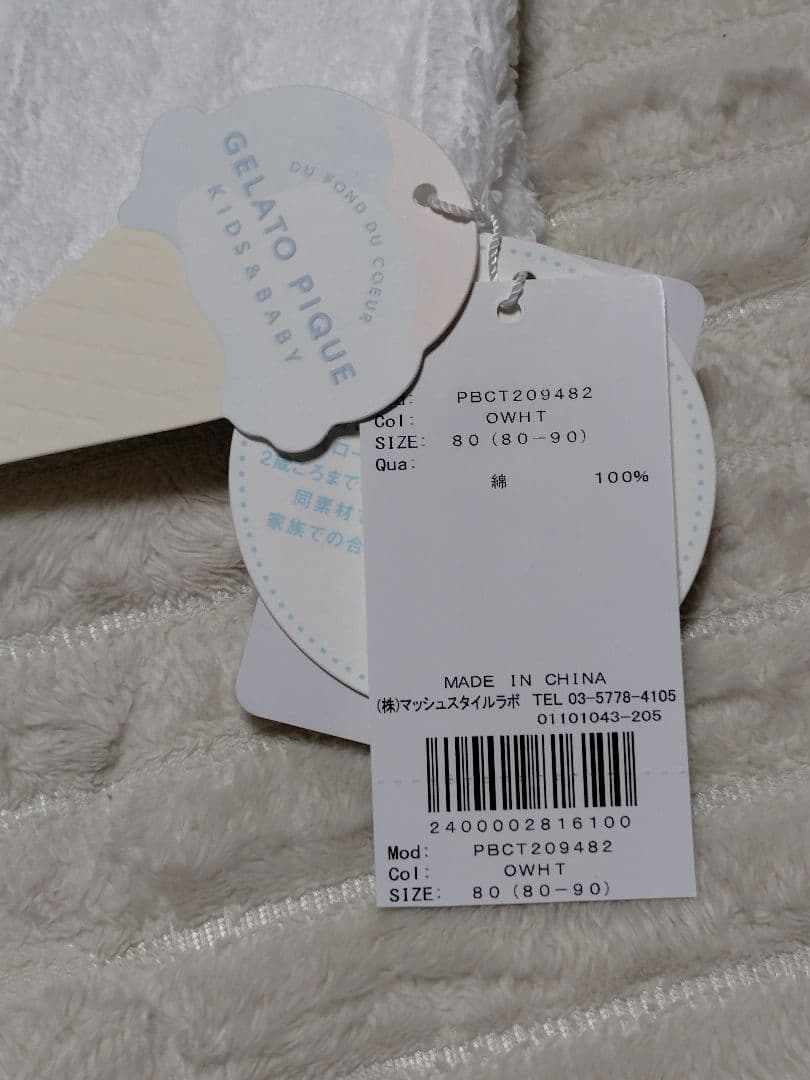 GELATO PIQUE
KIDS & BABY
DU FOND DU COEUR
PBCT209482
Col: OWHT
SIZE: 80 (80-90)
Qua:
綿 100%
2歳ごろまで
同素材
家族での合
MADE IN CHINA
(株)マッシュスタイルラボ TEL 03-5778-4105
01101043-205
2400002816100
Mod: PBCT209482
Col: OWHT
SIZE: 80 (80-90)